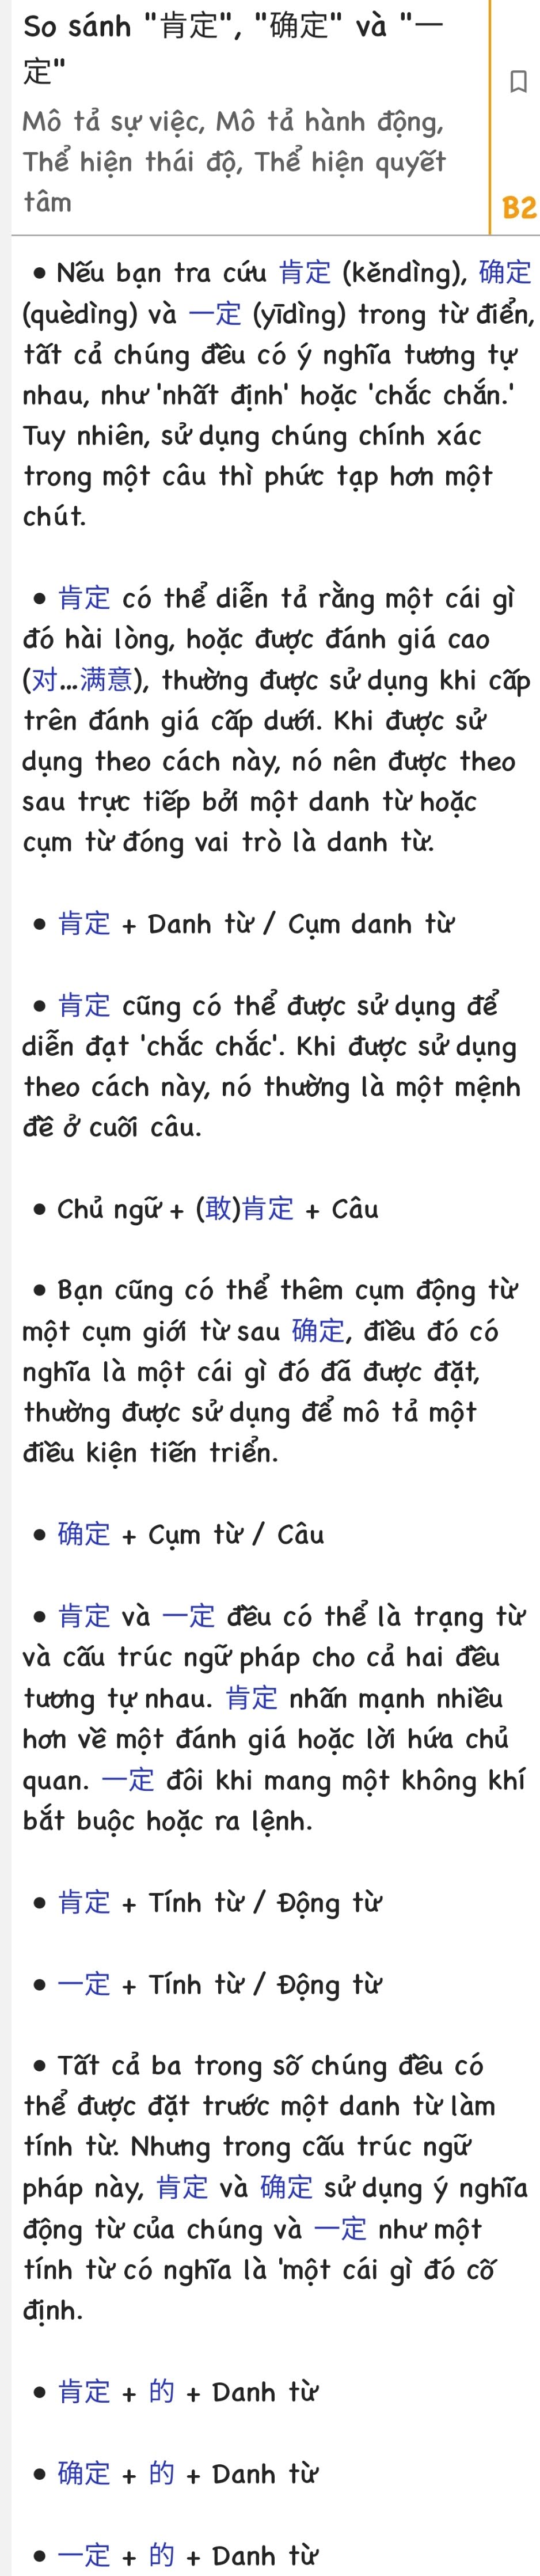 So sánh "肯定", "确定" và "一
定"
Mô tả sự việc, Mô tả hành động,
Thể hiện thái độ, Thể hiện quyết
tâm
B2
• Nếu bạn tra cứu 肯定 (kěndìng), 确定
(quèdìng) và 一定 (yīdìng) trong từ điển,
tất cả chúng đều có ý nghĩa tương tự
nhau, như 'nhất định' hoặc 'chắc chắn.'
Tuy nhiên, sử dụng chúng chính xác
trong một câu thì phức tạp hơn một
chút.
• 肯定 có thể diễn tả rằng một cái gì
đó hài lòng, hoặc được đánh giá cao
(对...满意), thường được sử dụng khi cấp
trên đánh giá cấp dưới. Khi được sử
dụng theo cách này, nó nên được theo
sau trực tiếp bởi một danh từ hoặc
cụm từ đóng vai trò là danh từ.
• 肯定 + Danh từ / Cụm danh từ
• 肯定 cũng có thể được sử dụng để
diễn đạt 'chắc chắc'. Khi được sử dụng
theo cách này, nó thường là một mệnh
đề ở cuối câu.
• Chủ ngữ + (敢)肯定 + Câu
• Bạn cũng có thể thêm cụm động từ
một cụm giới từ sau 确定, điều đó có
nghĩa là một cái gì đó đã được đặt,
thường được sử dụng để mô tả một
điều kiện tiến triển.
• 确定 + Cụm từ / Câu
• 肯定 và 一定 đều có thể là trạng từ
và cấu trúc ngữ pháp cho cả hai đều
tương tự nhau. 肯定 nhấn mạnh nhiều
hơn về một đánh giá hoặc lời hứa chủ
quan. 一定 đôi khi mang một không khí
bắt buộc hoặc ra lệnh.
• 肯定 + Tính từ / Động từ
• 一定 + Tính từ / Động từ
• Tất cả ba trong số chúng đều có
thể được đặt trước một danh từ làm
tính từ. Nhưng trong cấu trúc ngữ
pháp này, 肯定 và 确定 sử dụng ý nghĩa
động từ của chúng và 一定 như một
tính từ có nghĩa là 'một cái gì đó cố
định.
• 肯定 + 的 + Danh từ
• 确定 + 的 + Danh từ
• 一定 + 的 + Danh từ